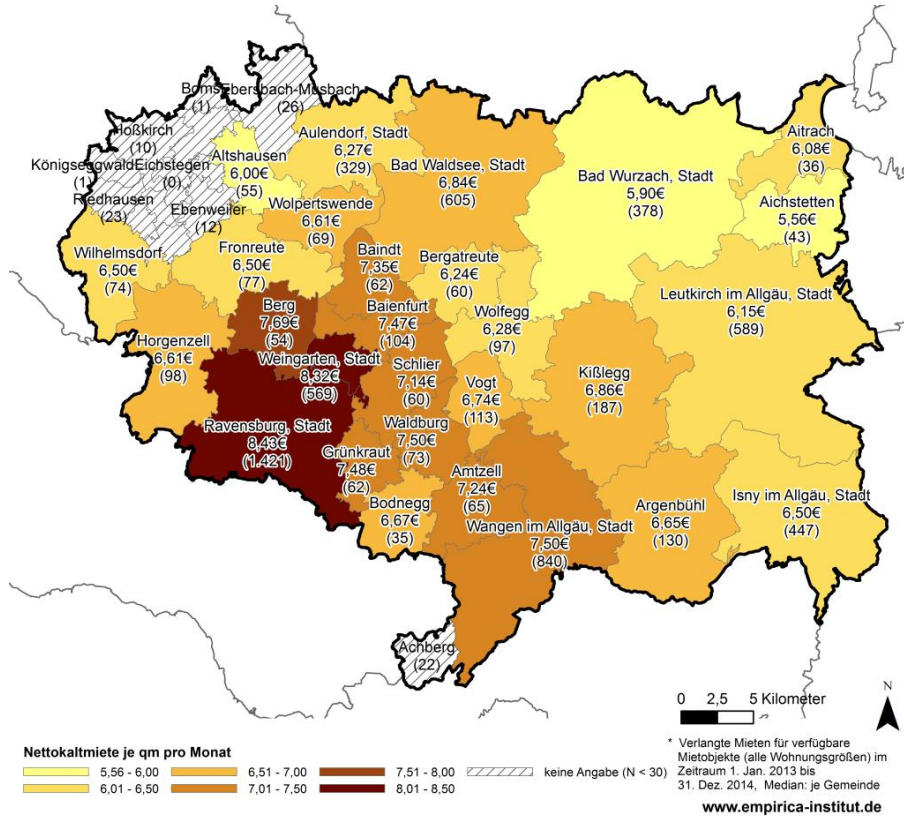 Boms
(1)
Ebersbach-Musbach
(26)
Hoßkirch
(10)
Königseggwald
(1)
Eichstegen
(0)
Riedhausen
(23)
Ebenweiler
(12)
Altshausen
6,00€
(55)
Aulendorf, Stadt
6,27€
(329)
Bad Waldsee, Stadt
6,84€
(605)
Bad Wurzach, Stadt
5,90€
(378)
Aitrach
6,08€
(36)
Aichstetten
5,56€
(43)
Wolpertswende
6,61€
(69)
Wilhelmsdorf
6,50€
(74)
Fronreute
6,50€
(77)
Baindt
7,35€
(62)
Bergatreute
6,24€
(60)
Leutkirch im Allgäu, Stadt
6,15€
(589)
Berg
7,69€
(54)
Baienfurt
7,47€
(104)
Wolfegg
6,28€
(97)
Horgenzell
6,61€
(98)
Weingarten, Stadt
8,32€
(569)
Schlier
7,14€
(60)
Vogt
6,74€
(113)
Kißlegg
6,86€
(187)
Ravensburg, Stadt
8,43€
(1.421)
Waldburg
7,50€
(73)
Grünkraut
7,48€
(62)
Amtzell
7,24€
(65)
Bodnegg
6,67€
(35)
Wangen im Allgäu, Stadt
7,50€
(840)
Argenbühl
6,65€
(130)
Isny im Allgäu, Stadt
6,50€
(447)
Achberg
(22)
0 2,5 5 Kilometer
N
Nettokaltmiete je qm pro Monat
5,56 - 6,00
6,01 - 6,50
6,51 - 7,00
7,01 - 7,50
7,51 - 8,00
8,01 - 8,50
keine Angabe (N < 30)
* Verlangte Mieten für verfügbare
Mietobjekte (alle Wohnungsgrößen) im
Zeitraum 1. Jan. 2013 bis
31. Dez. 2014, Median: je Gemeinde
www.empirica-institut.de